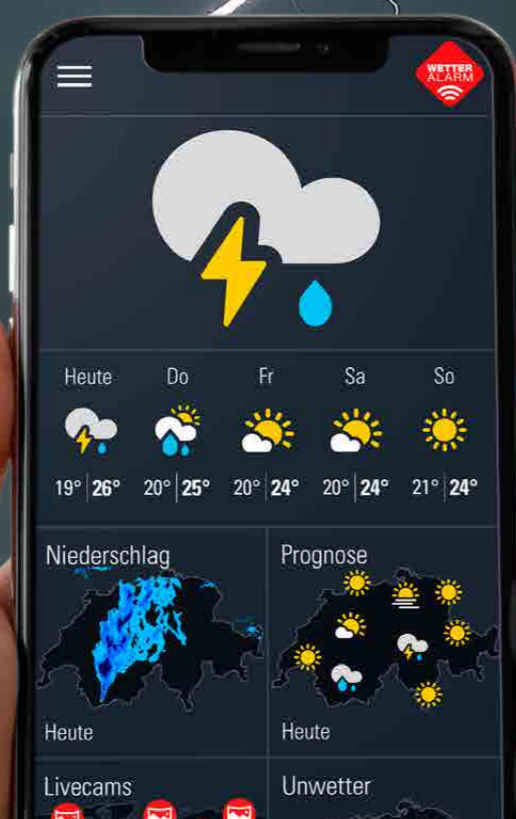 WETTER
ALARM
Heute Do Fr Sa So
19° 26° 20° 25° 20° 24° 20° 24° 21° 24°
Niederschlag
Prognose
Heute
Heute
Livecams
Unwetter